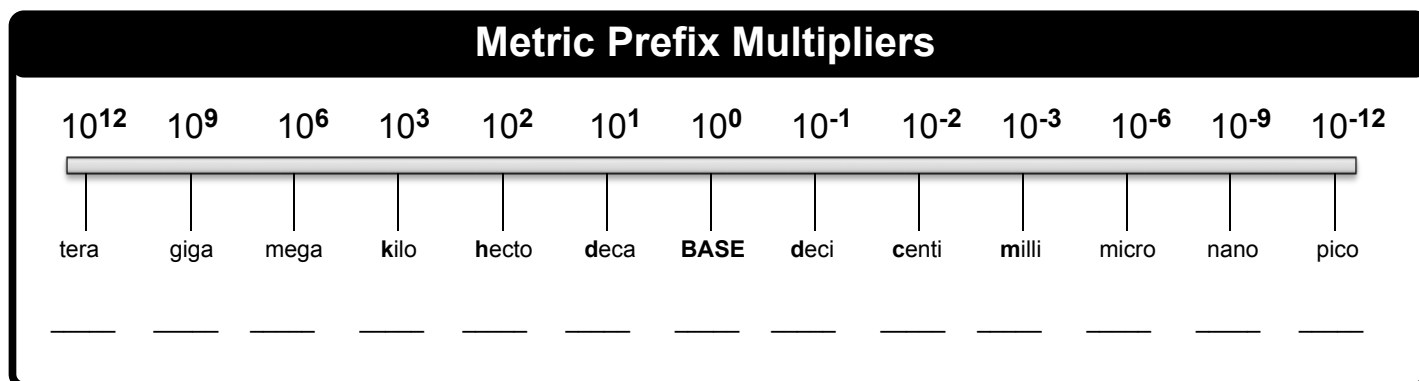 Metric Prefix Multipliers
10¹² 10⁹ 10⁶ 10³ 10² 10¹ 10⁰ 10⁻¹ 10⁻² 10⁻³ 10⁻⁶ 10⁻⁹ 10⁻¹²
tera giga mega kilo hecto deca BASE deci centi milli micro nano pico